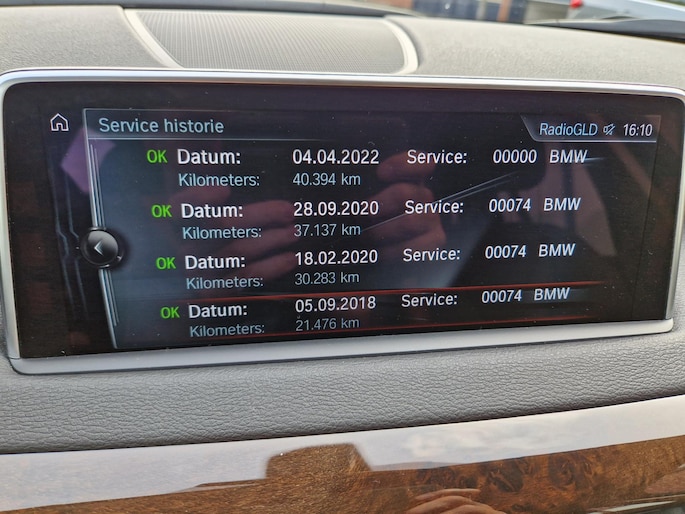 Service historie RadioGLD 16:10
OK Datum: 04.04.2022 Service: 00000 BMW
Kilometers: 40.394 km
OK Datum: 28.09.2020 Service: 00074 BMW
Kilometers: 37.137 km
OK Datum: 18.02.2020 Service: 00074 BMW
Kilometers: 30.283 km
OK Datum: 05.09.2018 Service: 00074 BMW
Kilometers: 21.476 km